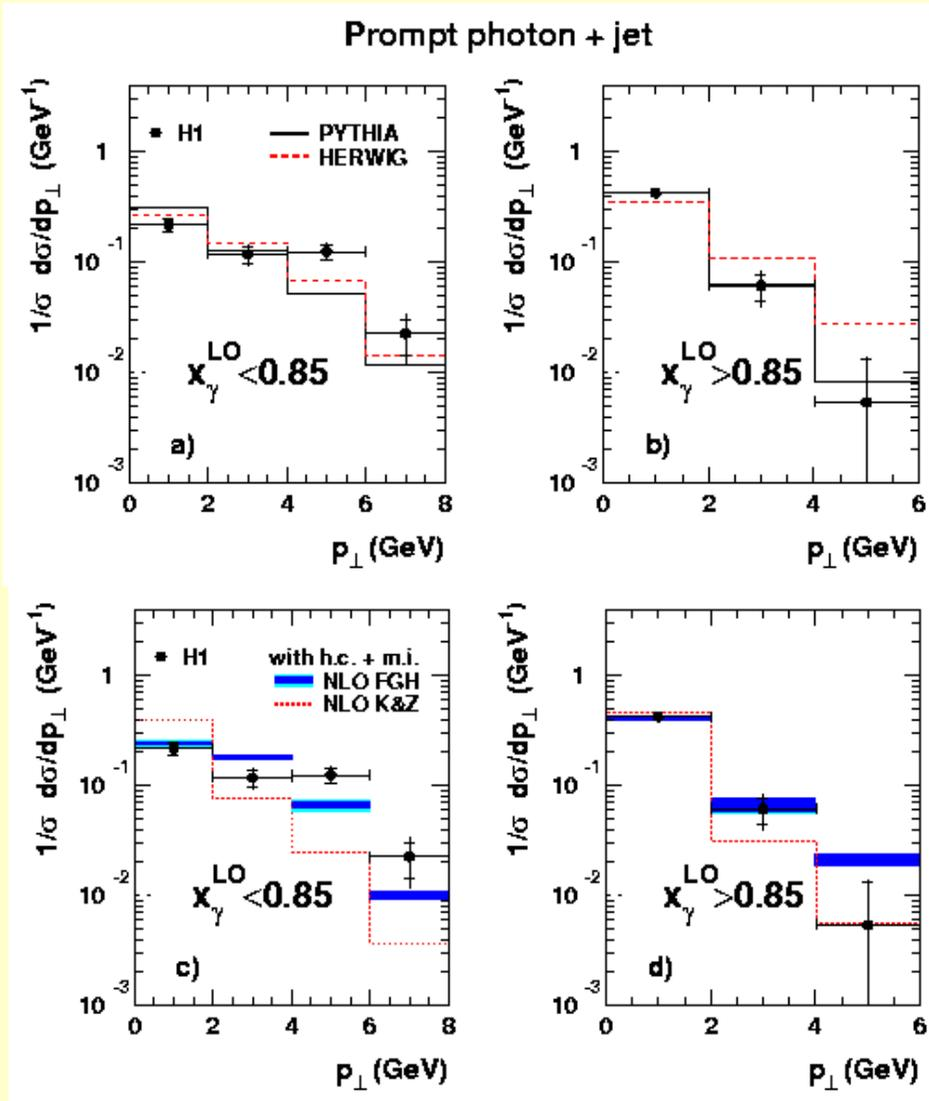 Prompt photon + jet
1/σ dσ/dp⊥ (GeV⁻¹)
H1
PYTHIA
HERWIG
1
10⁻¹
10⁻²
10⁻³
xγ^LO <0.85
a)
0 2 4 6 8
p⊥ (GeV)
1/σ dσ/dp⊥ (GeV⁻¹)
1
10⁻¹
10⁻²
10⁻³
xγ^LO >0.85
b)
0 2 4 6
p⊥ (GeV)
1/σ dσ/dp⊥ (GeV⁻¹)
H1
with h.c. + m.i.
NLO FGH
NLO K&Z
1
10⁻¹
10⁻²
10⁻³
xγ^LO <0.85
c)
0 2 4 6 8
p⊥ (GeV)
1/σ dσ/dp⊥ (GeV⁻¹)
1
10⁻¹
10⁻²
10⁻³
xγ^LO >0.85
d)
0 2 4 6
p⊥ (GeV)